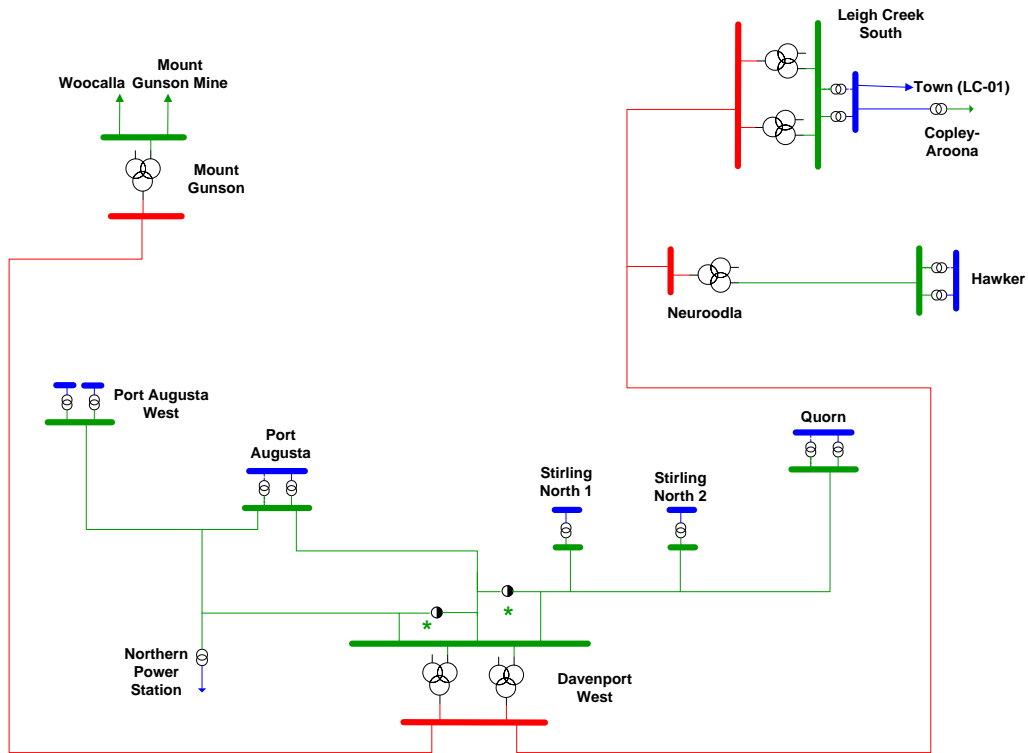 Leigh Creek
South
Mount
Woocalla Gunson Mine
Town (LC-01)
Copley-
Aroona
Mount
Gunson
Hawker
Neuroodla
Port Augusta
West
Quorn
Port
Augusta
Stirling
North 1
Stirling
North 2
*
*
Northern
Power
Station
Davenport
West